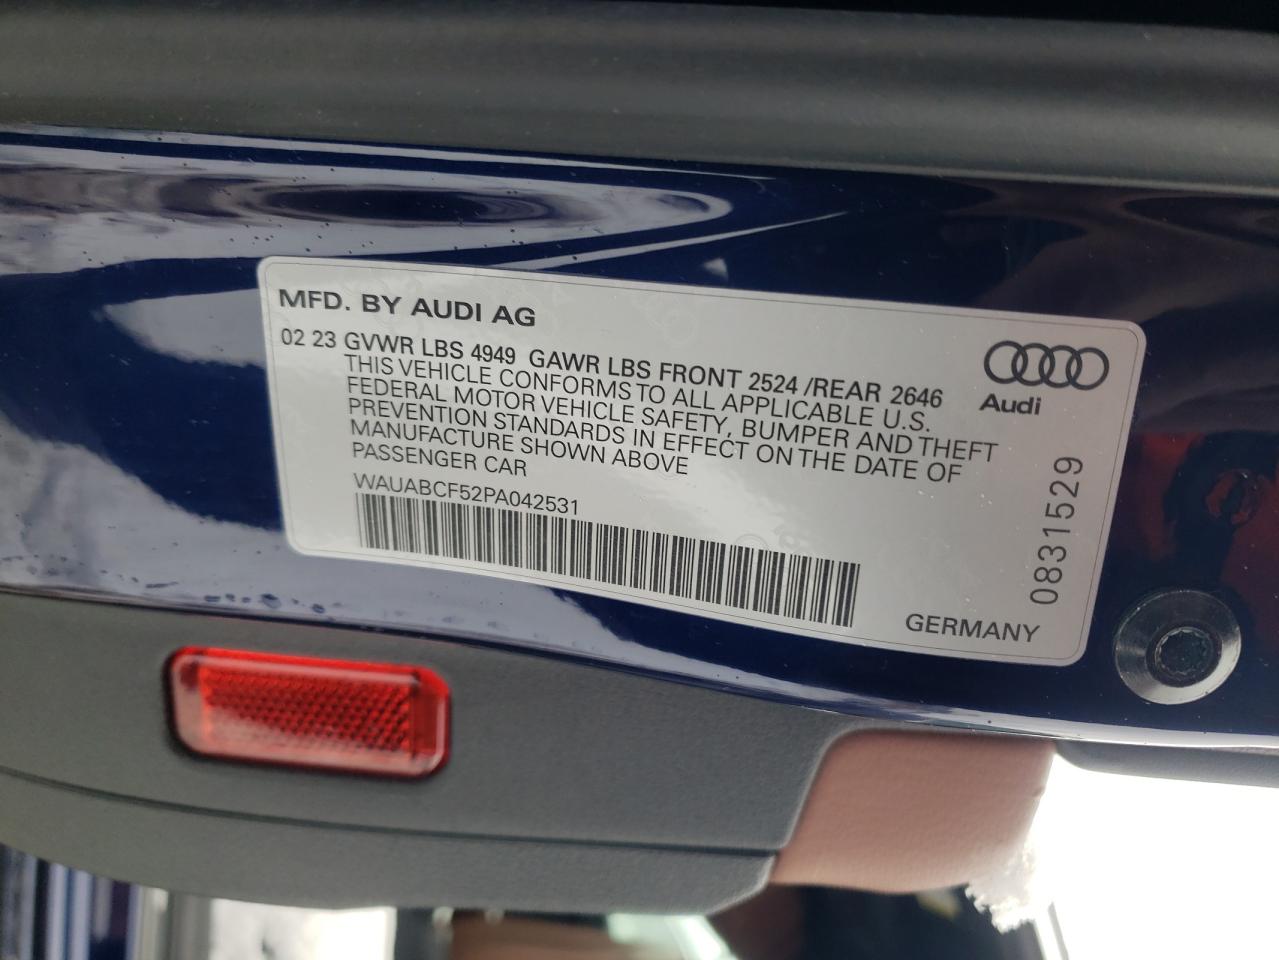 MFD. BY AUDI AG
02 23 GVWR LBS 4949 GAWR LBS FRONT 2524 /REAR 2646
THIS VEHICLE CONFORMS TO ALL APPLICABLE U.S.
FEDERAL MOTOR VEHICLE SAFETY, BUMPER AND THEFT
PREVENTION STANDARDS IN EFFECT ON THE DATE OF
MANUFACTURE SHOWN ABOVE
PASSENGER CAR
WAUABCF52PA042531
Audi
08315529
GERMANY